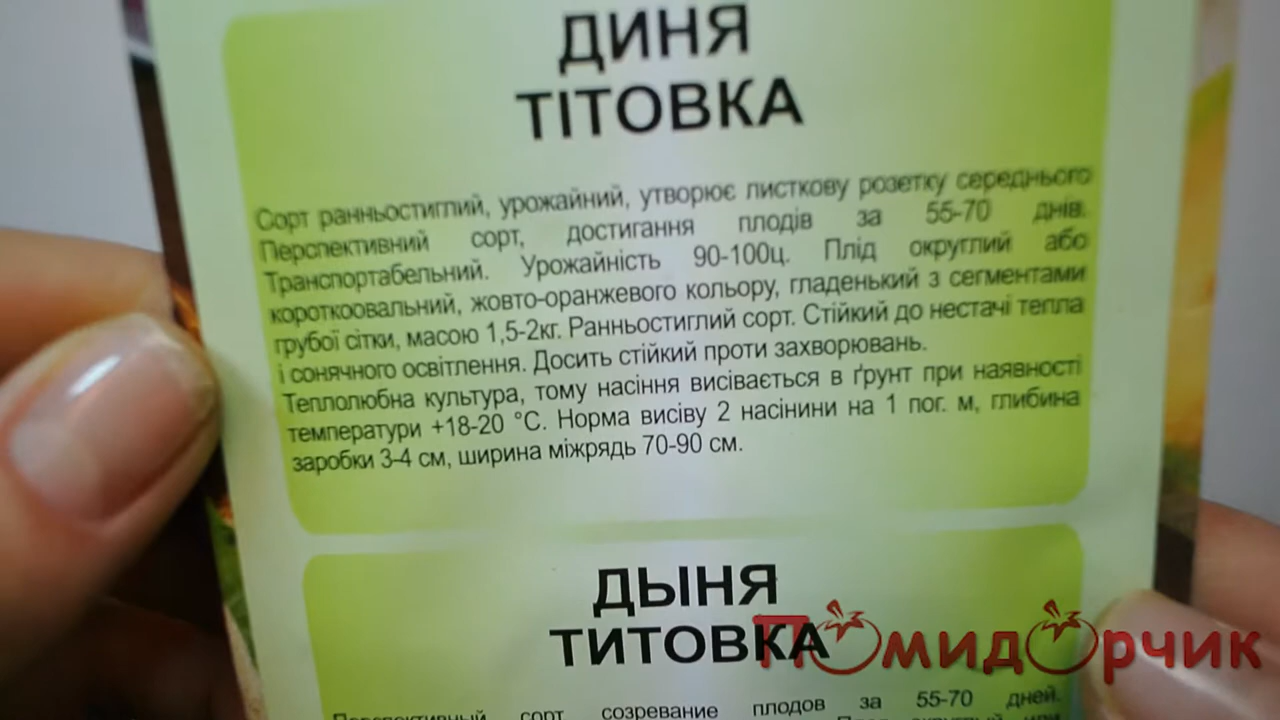 ДИНЯ
ТІТОВКА
Сорт ранньостиглий, урожайний, утворює листкову розетку середнього
Перспективний сорт, достигання плодів за 55-70 днів.
Транспортабельний. Урожайність 90-100ц. Плід округлий або
короткоовальний, жовто-оранжевого кольору, гладенький з сегментами
грубої сітки, масою 1,5-2кг. Ранньостиглий сорт. Стійкий до нестачі тепла
і сонячного освітлення. Досить стійкий проти захворювань.
Теплолюбна культура, тому насіння висівається в ґрунт при наявності
температури +18-20 °С. Норма висіву 2 насінини на 1 пог. м, глибина
заробки 3-4 см, ширина міжрядь 70-90 см.
ДЫНЯ
ТИТОВКА
Помидорчик
Перспективный сорт созревание плодов за 55-70 дней.